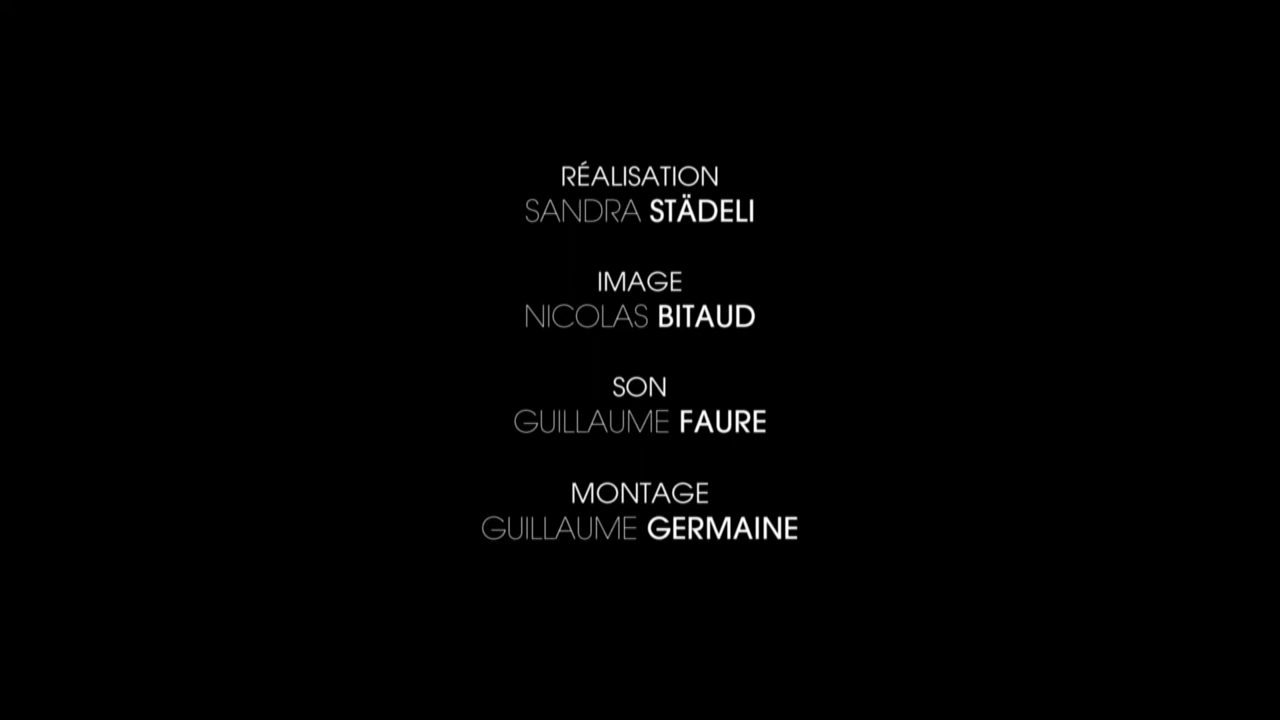 RÉALISATION
SANDRA STÄDELI
IMAGE
NICOLAS BITAUD
SON
GUILLAUME FAURE
MONTAGE
GUILLAUME GERMAINE